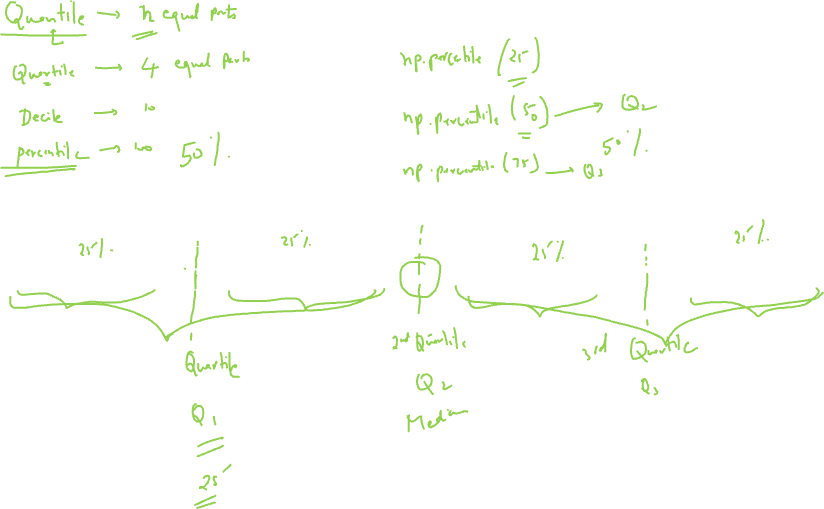 Quantile → n equal parts
Quartile → 4 equal parts
Decile → 10
percentile → 100 50%.
np.percetile (25)
np.percentile (50) → Q2
50%.
np.percentile (75) → Q3
25%. 25%. 25% 25%.
Quartile
2nd Quartile
3rd Quartile
Q1
Q2
Q3
Median
25